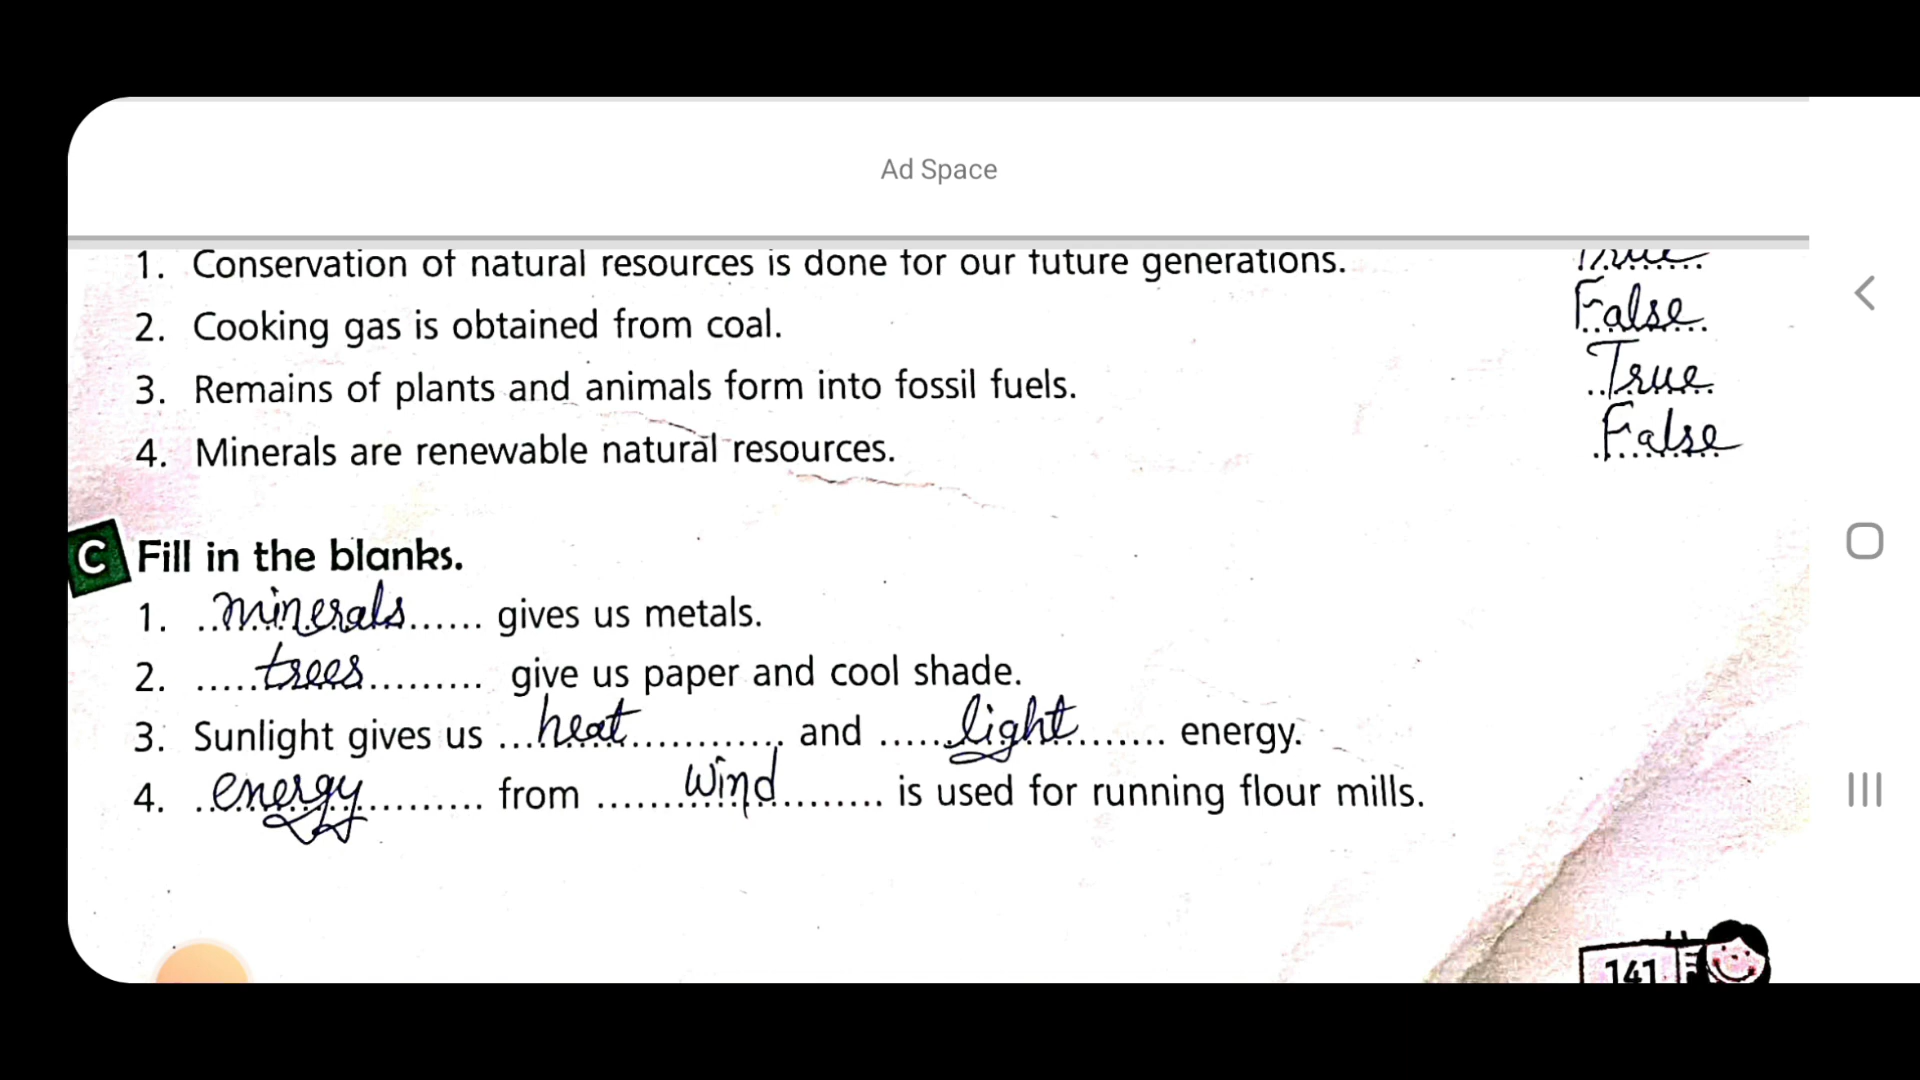 Ad Space
1. Conservation of natural resources is done for our future generations. True
2. Cooking gas is obtained from coal. False
3. Remains of plants and animals form into fossil fuels. True
4. Minerals are renewable natural resources. False
C Fill in the blanks.
1. ..minerals...... gives us metals.
2. .....trees......... give us paper and cool shade.
3. Sunlight gives us ...heat............ and .....light....... energy.
4. ..energy......... from ......wind........ is used for running flour mills.
141